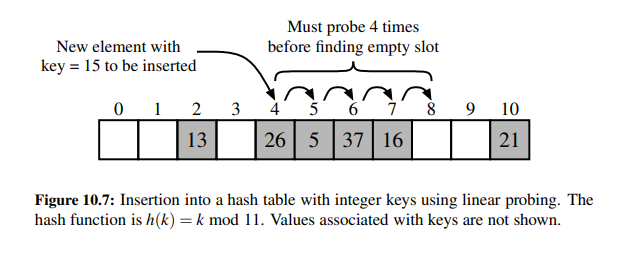 Must probe 4 times
New element with before finding empty slot
key = 15 to be inserted
0 1 2 3 4 5 6 7 8 9 10
13 26 5 37 16 21
Figure 10.7: Insertion into a hash table with integer keys using linear probing. The
hash function is h(k) = k mod 11. Values associated with keys are not shown.